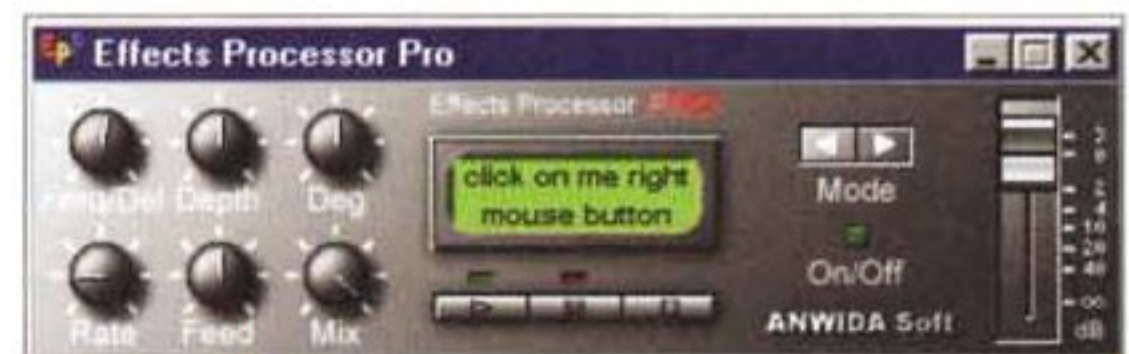 Effects Processor Pro
Effects Processor PRO
click on me right
mouse button
Depth
Deg
Rate
Feed
Mix
Mode
On/Off
ANWIDA Soft
dB